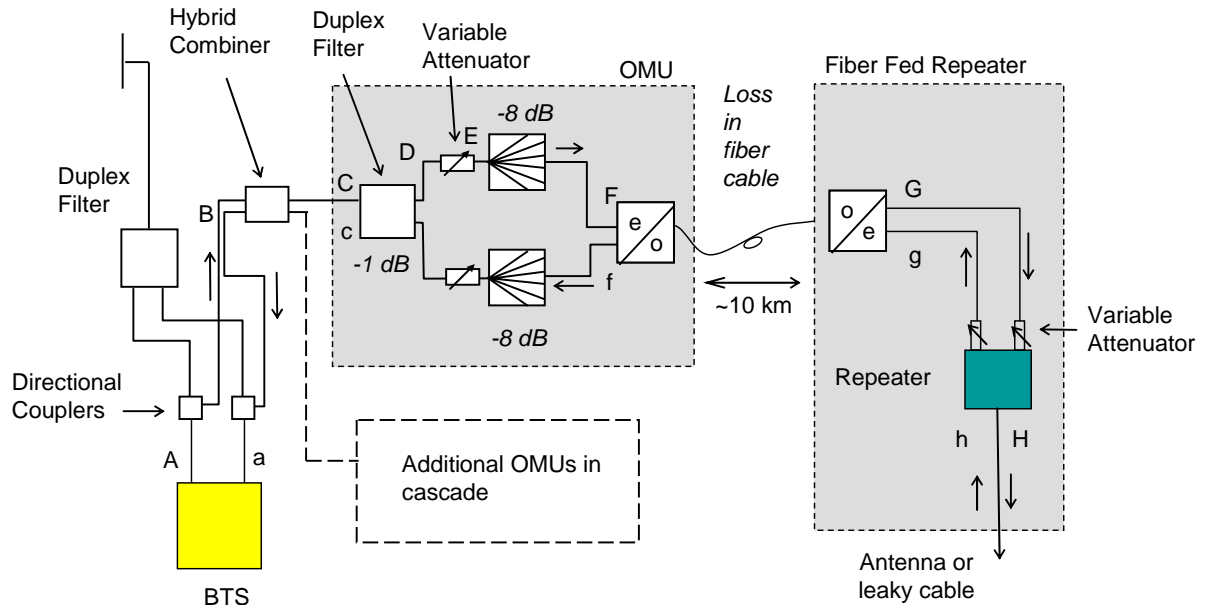 Hybrid
Combiner
Duplex
Filter
Variable
Attenuator
OMU
Fiber Fed Repeater
-8 dB
Loss
in
fiber
cable
Duplex
Filter
B
C
c
D
E
-1 dB
F
e
o
f
-8 dB
~10 km
o
e
G
g
Variable
Attenuator
Repeater
Directional
Couplers
A
a
h
H
Additional OMUs in
cascade
BTS
Antenna or
leaky cable